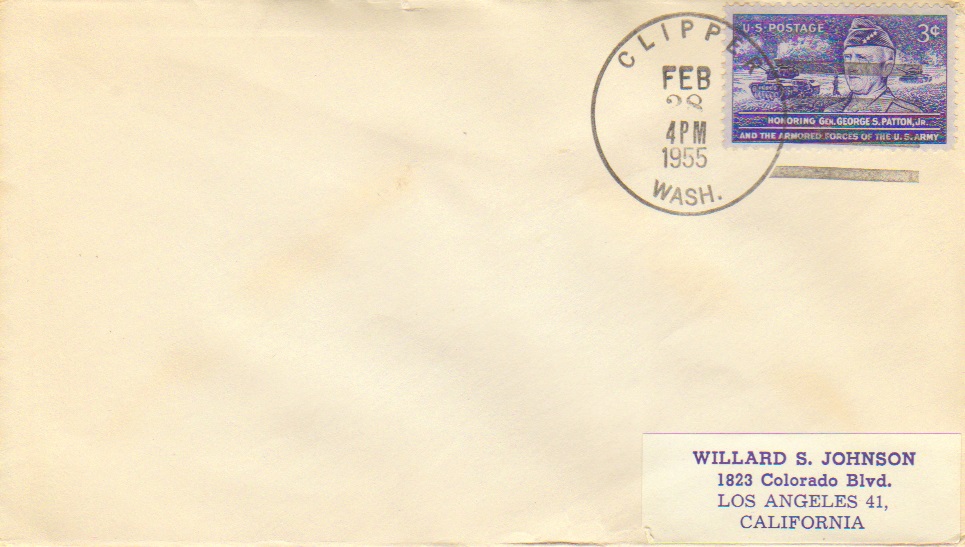 CLIPPER
FEB
28
4PM
1955
WASH.
U·S·POSTAGE 3¢
HONORING GEN. GEORGE S. PATTON, JR.
AND THE ARMORED FORCES OF THE U.S. ARMY
WILLARD S. JOHNSON
1823 Colorado Blvd.
LOS ANGELES 41,
CALIFORNIA